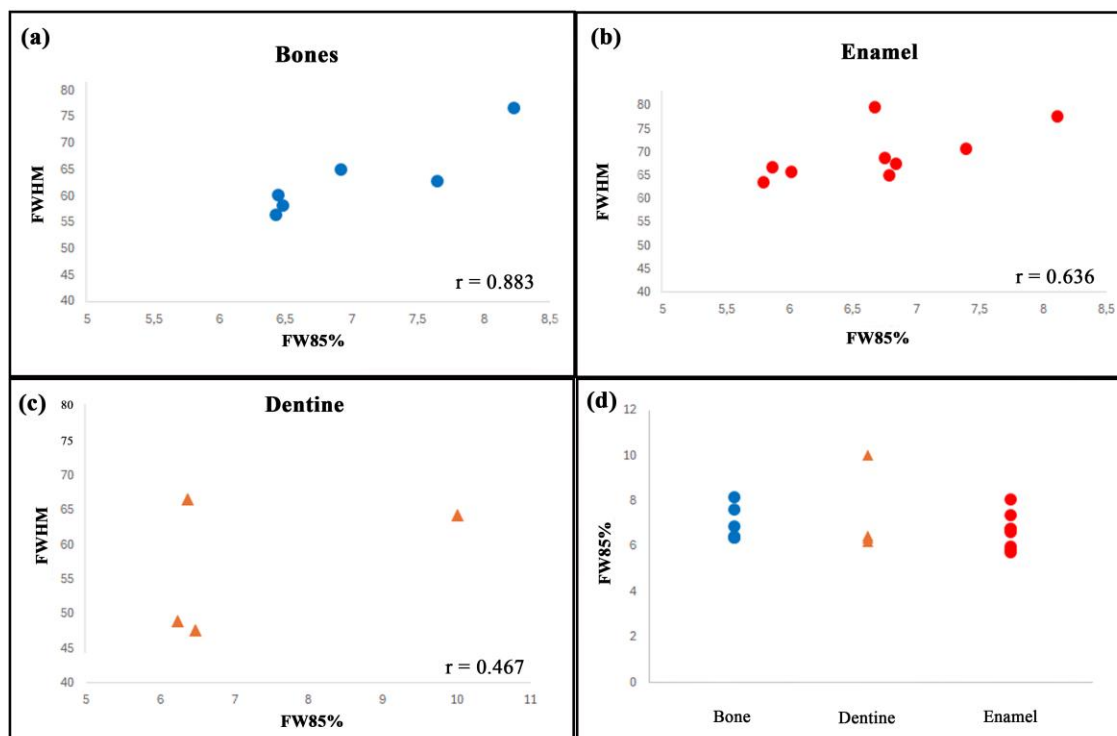 (a)
Bones
FWHM
80
75
70
65
60
55
50
45
40
5 5,5 6 6,5 7 7,5 8 8,5
FW85%
r = 0.883
(b)
Enamel
FWHM
80
75
70
65
60
55
50
45
40
5 5,5 6 6,5 7 7,5 8 8,5
FW85%
r = 0.636
(c)
Dentine
FWHM
80
75
70
65
60
55
50
45
40
5 6 7 8 9 10 11
FW85%
r = 0.467
(d)
FW85%
12
10
8
6
4
2
0
Bone Dentine Enamel